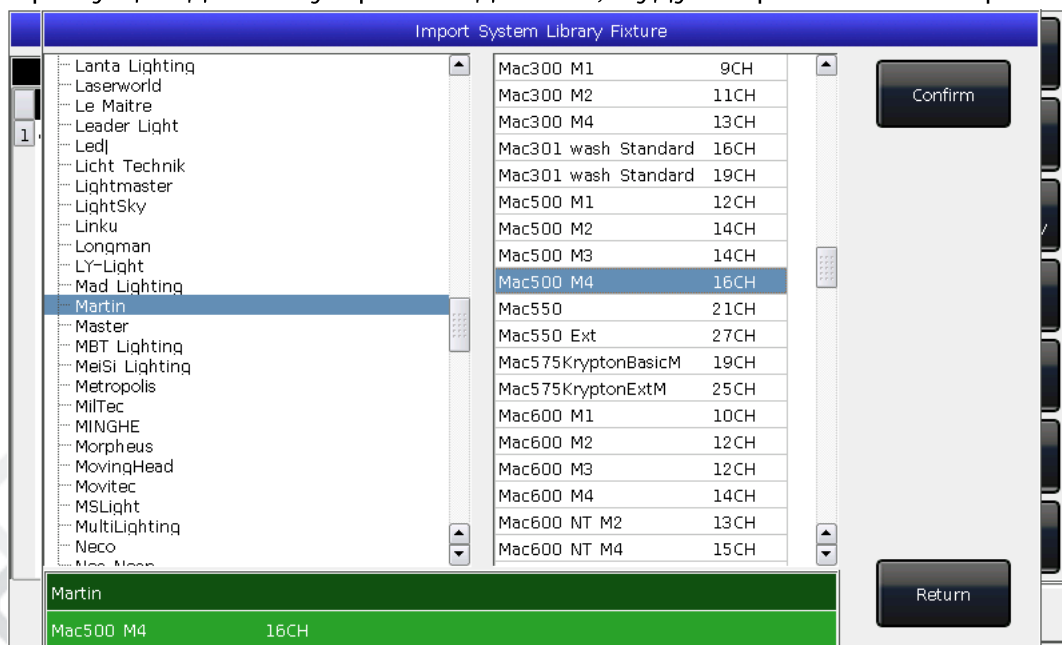 Import System Library Fixture
Lanta Lighting
Laserworld
Le Maitre
Leader Light
Led|
Licht Technik
Lightmaster
LightSky
Linku
Longman
LY-Light
Mad Lighting
Martin
Master
MBT Lighting
MeiSi Lighting
Metropolis
MilTec
MINGHE
Morpheus
MovingHead
Movitec
MSLight
MultiLighting
Neco
Mac300 M1 9CH
Mac300 M2 11CH
Mac300 M4 13CH
Mac301 wash Standard 16CH
Mac301 wash Standard 19CH
Mac500 M1 12CH
Mac500 M2 14CH
Mac500 M3 14CH
Mac500 M4 16CH
Mac550 21CH
Mac550 Ext 27CH
Mac575KryptonBasicM 19CH
Mac575KryptonExtM 25CH
Mac600 M1 10CH
Mac600 M2 12CH
Mac600 M3 12CH
Mac600 M4 14CH
Mac600 NT M2 13CH
Mac600 NT M4 15CH
Confirm
Return
1
Martin
Mac500 M4 16CH